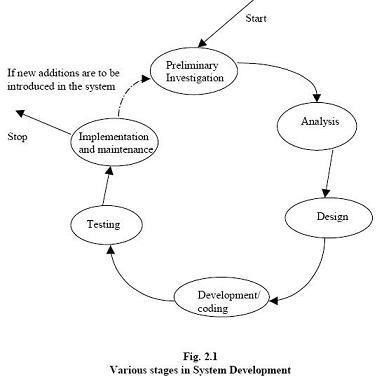 Start
Preliminary
Investigation
If new additions are to be
introduced in the system
Analysis
Stop
Implementation
and maintenance
Testing
Design
Development/
coding
Fig. 2.1
Various stages in System Development